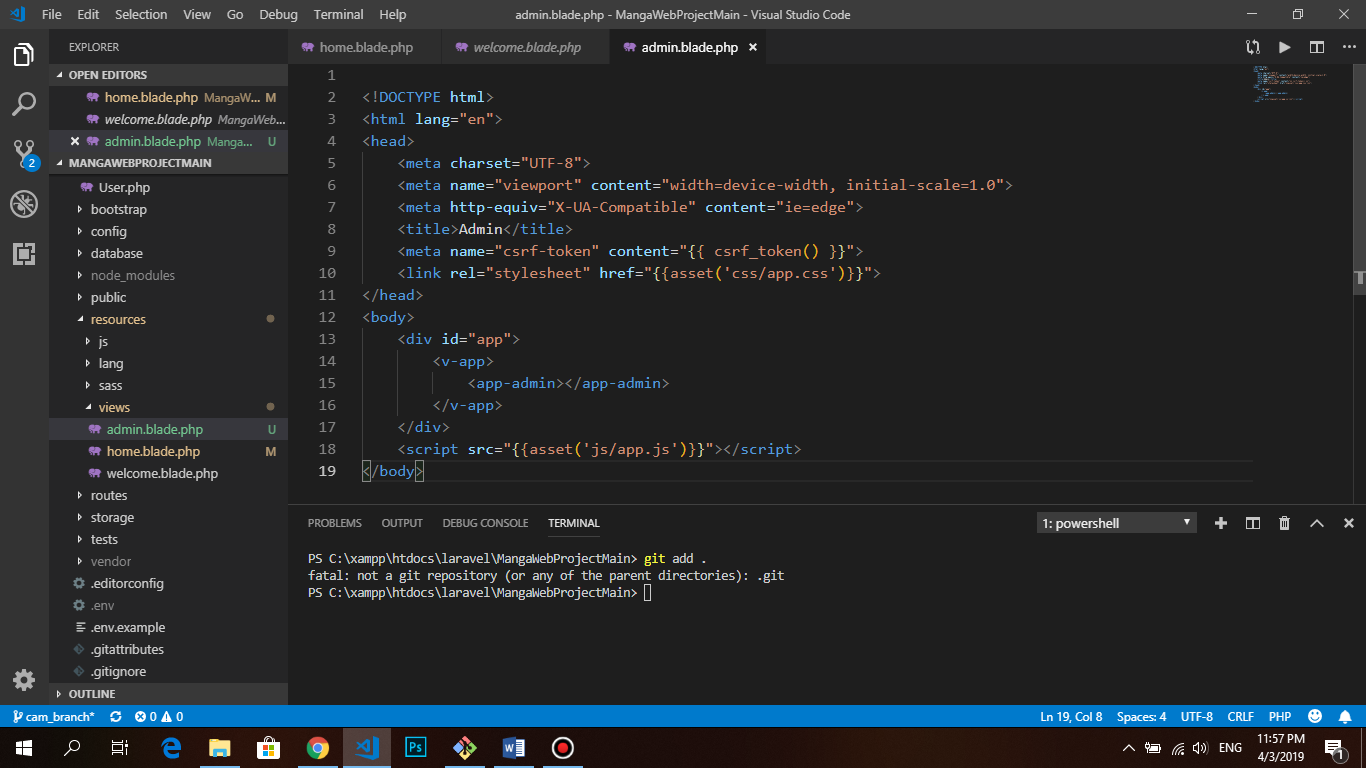 File Edit Selection View Go Debug Terminal Help
admin.blade.php - MangaWebProjectMain - Visual Studio Code
EXPLORER
OPEN EDITORS
home.blade.php MangaW... M
welcome.blade.php MangaWeb...
admin.blade.php Manga... U
2
MANGAWEBPROJECTMAIN
User.php
bootstrap
config
database
node_modules
public
resources
js
lang
sass
views
admin.blade.php U
home.blade.php M
welcome.blade.php
routes
storage
tests
vendor
.editorconfig
.env
.env.example
.gitattributes
.gitignore
OUTLINE
home.blade.php welcome.blade.php admin.blade.php
1
2 <!DOCTYPE html>
3 <html lang="en">
4 <head>
5 <meta charset="UTF-8">
6 <meta name="viewport" content="width=device-width, initial-scale=1.0">
7 <meta http-equiv="X-UA-Compatible" content="ie=edge">
8 <title>Admin</title>
9 <meta name="csrf-token" content="{{ csrf_token() }}">
10 <link rel="stylesheet" href="{{asset('css/app.css')}}">
11 </head>
12 <body>
13 <div id="app">
14 <v-app>
15 <app-admin></app-admin>
16 </v-app>
17 </div>
18 <script src="{{asset('js/app.js')}}"></script>
19 </body>
PROBLEMS OUTPUT DEBUG CONSOLE TERMINAL
1: powershell
PS C:\xampp\htdocs\laravel\MangaWebProjectMain> git add .
fatal: not a git repository (or any of the parent directories): .git
PS C:\xampp\htdocs\laravel\MangaWebProjectMain>
cam_branch* 0 0
Ln 19, Col 8 Spaces: 4 UTF-8 CRLF PHP
Ps W
ENG
11:57 PM
4/3/2019
1